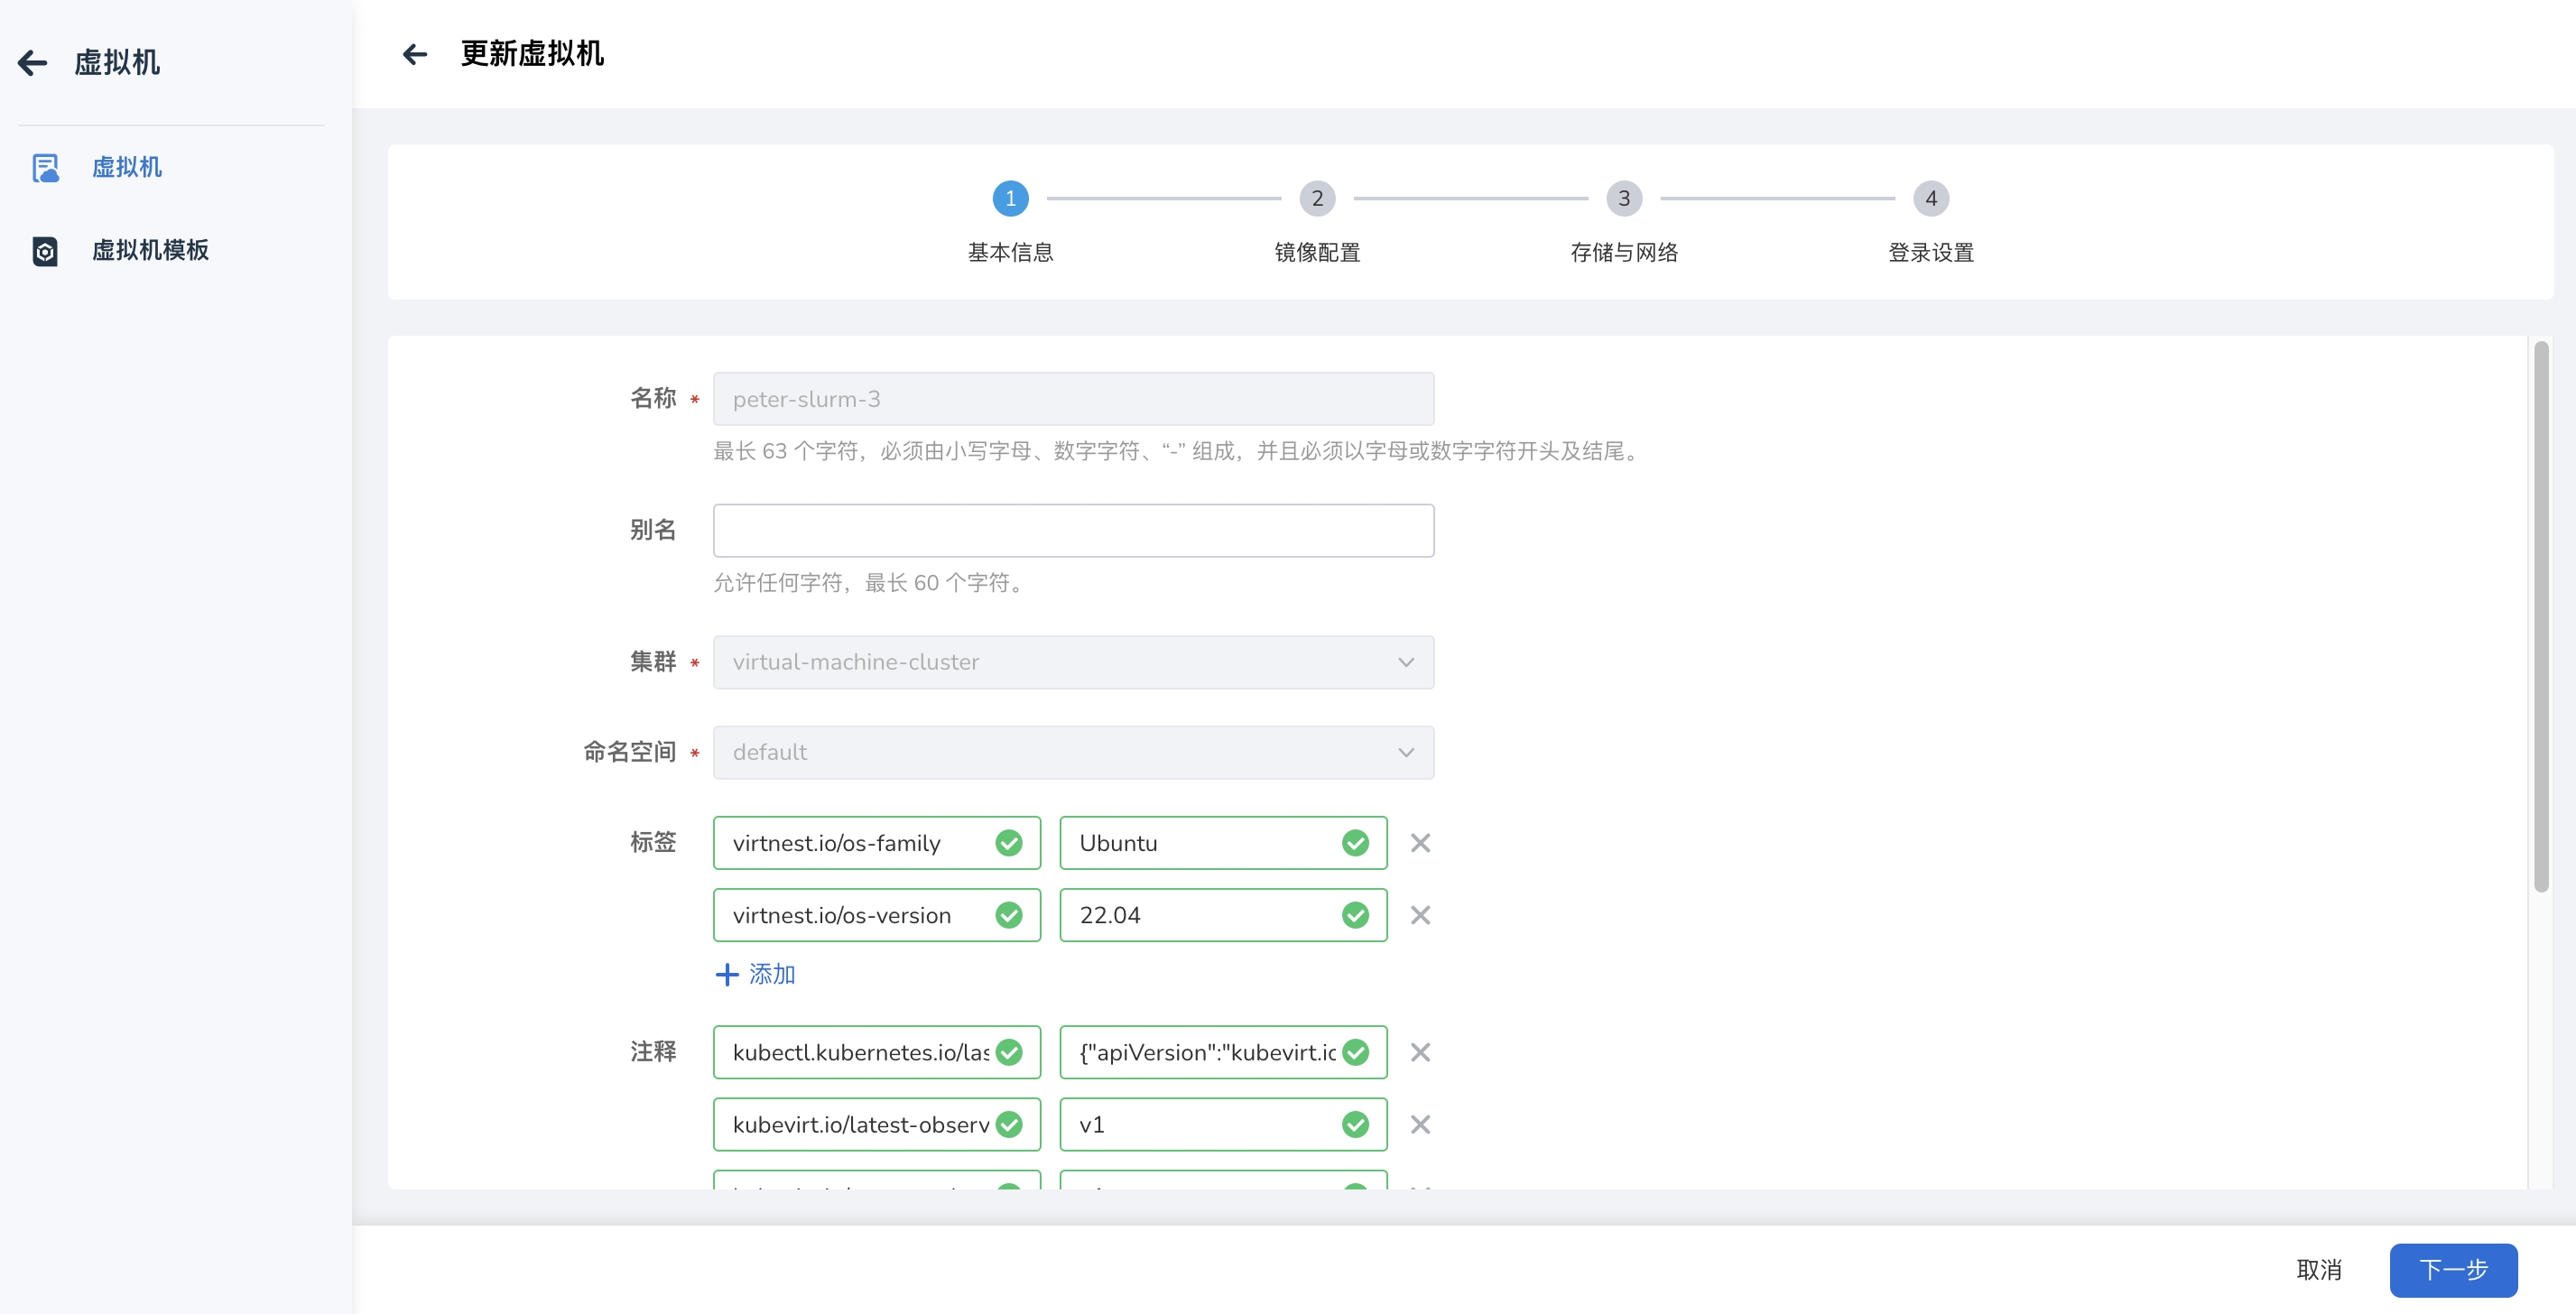 虚拟机
虚拟机
虚拟机模板
更新虚拟机
1
2
3
4
基本信息
镜像配置
存储与网络
登录设置
名称 *
peter-slurm-3
最长 63 个字符，必须由小写字母、数字字符、“-” 组成，并且必须以字母或数字字符开头及结尾。
别名
允许任何字符，最长 60 个字符。
集群 *
virtual-machine-cluster
命名空间 *
default
标签
virtnest.io/os-family
Ubuntu
virtnest.io/os-version
22.04
添加
注释
kubectl.kubernetes.io/las
{"apiVersion":"kubevirt.io
kubevirt.io/latest-observ
v1
取消
下一步